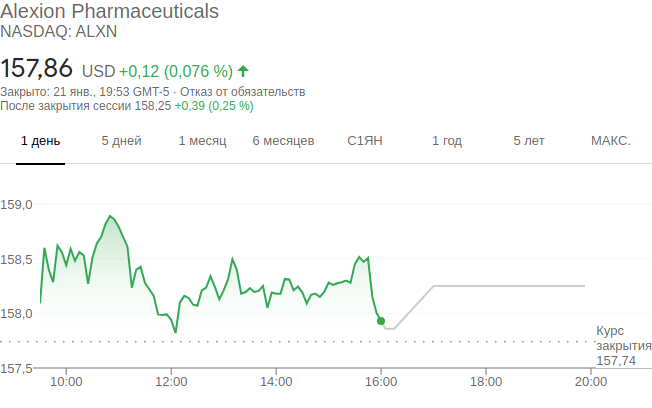 Alexion Pharmaceuticals
NASDAQ: ALXN
157,86 USD +0,12 (0,076 %)
Закрыто: 21 янв., 19:53 GMT-5 · Отказ от обязательств
После закрытия сессии 158,25 +0,39 (0,25 %)
1 день 5 дней 1 месяц 6 месяцев С1ЯН 1 год 5 лет МАКС.
159,0
158,5
158,0
Курс
закрытия
157,74
157,5
10:00 12:00 14:00 16:00 18:00 20:00